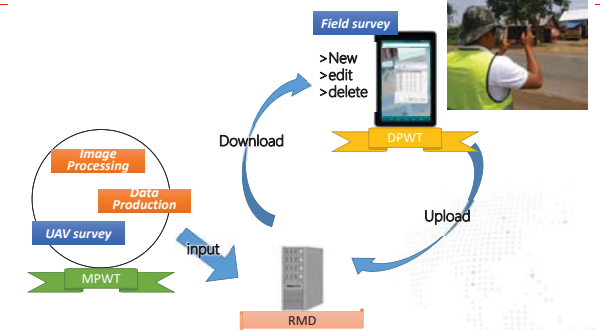 Field survey
>New
>edit
>delete
DPWT
Download
Image
Processing
Data
Production
UAV survey
MPWT
input
Upload
RMD